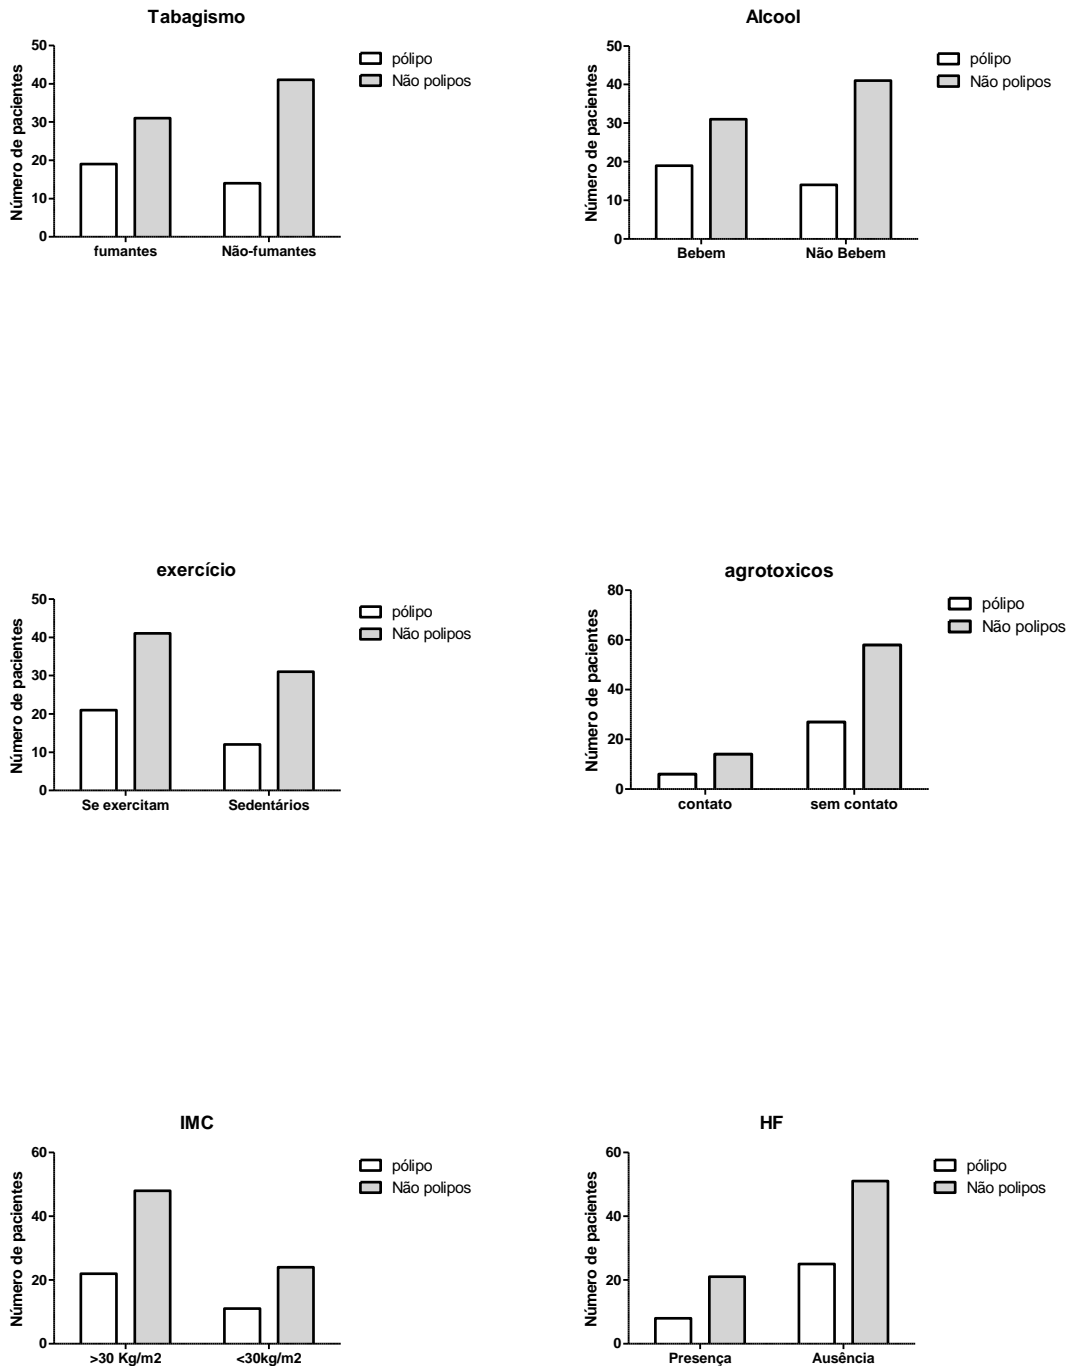 Tabagismo
50
40
30
20
10
0
Número de pacientes
fumantes Não-fumantes
pólipo
Não polipos
Alcool
50
40
30
20
10
0
Número de pacientes
Bebem Não Bebem
pólipo
Não polipos
exercício
50
40
30
20
10
0
Número de pacientes
Se exercitam Sedentários
pólipo
Não polipos
agrotoxicos
80
60
40
20
0
Número de pacientes
contato sem contato
pólipo
Não polipos
IMC
60
40
20
0
Número de pacientes
>30 Kg/m2 <30kg/m2
pólipo
Não polipos
HF
60
40
20
0
Número de pacientes
Presença Ausência
pólipo
Não polipos